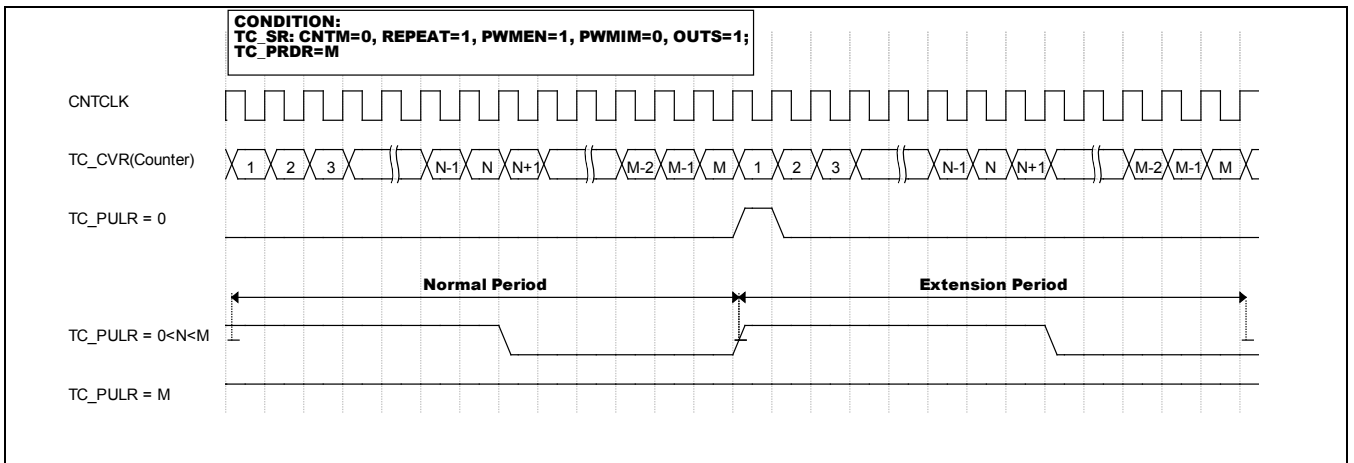 CONDITION:
TC_SR: CNTM=0, REPEAT=1, PWMEN=1, PWMIM=0, OUTS=1;
TC_PRDR=M
CNTCLK
TC_CVR(Counter) 1 2 3 N-1 N N+1 M-2 M-1 M 1 2 3 N-1 N N+1 M-2 M-1 M
TC_PULR = 0
Normal Period Extension Period
TC_PULR = 0<N<M
TC_PULR = M